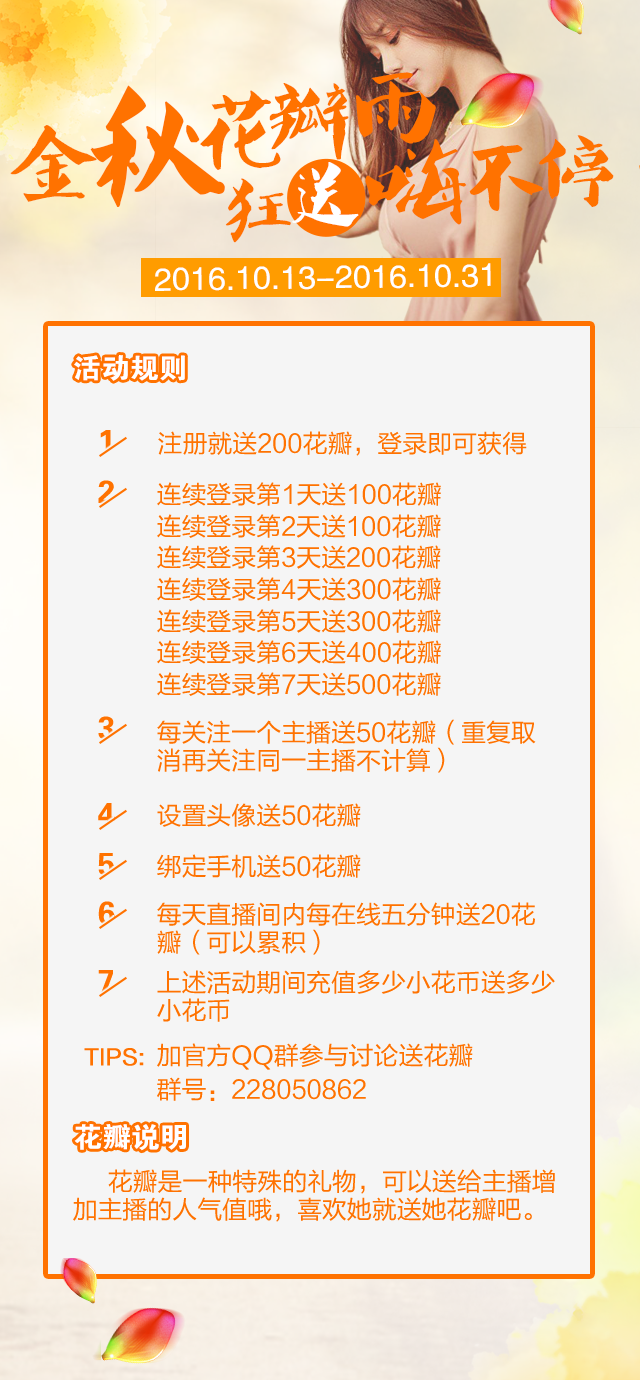 金秋花瓣雨
狂送嗨不停
2016.10.13-2016.10.31
活动规则
1 注册就送200花瓣，登录即可获得
2 连续登录第1天送100花瓣
连续登录第2天送100花瓣
连续登录第3天送200花瓣
连续登录第4天送300花瓣
连续登录第5天送300花瓣
连续登录第6天送400花瓣
连续登录第7天送500花瓣
3 每关注一个主播送50花瓣（重复取
消再关注同一主播不计算）
4 设置头像送50花瓣
5 绑定手机送50花瓣
6 每天直播间内每在线五分钟送20花
瓣（可以累积）
7 上述活动期间充值多少小花币送多少
小花币
TIPS: 加官方QQ群参与讨论送花瓣
群号：228050862
花瓣说明
花瓣是一种特殊的礼物，可以送给主播增
加主播的人气值哦，喜欢她就送她花瓣吧。